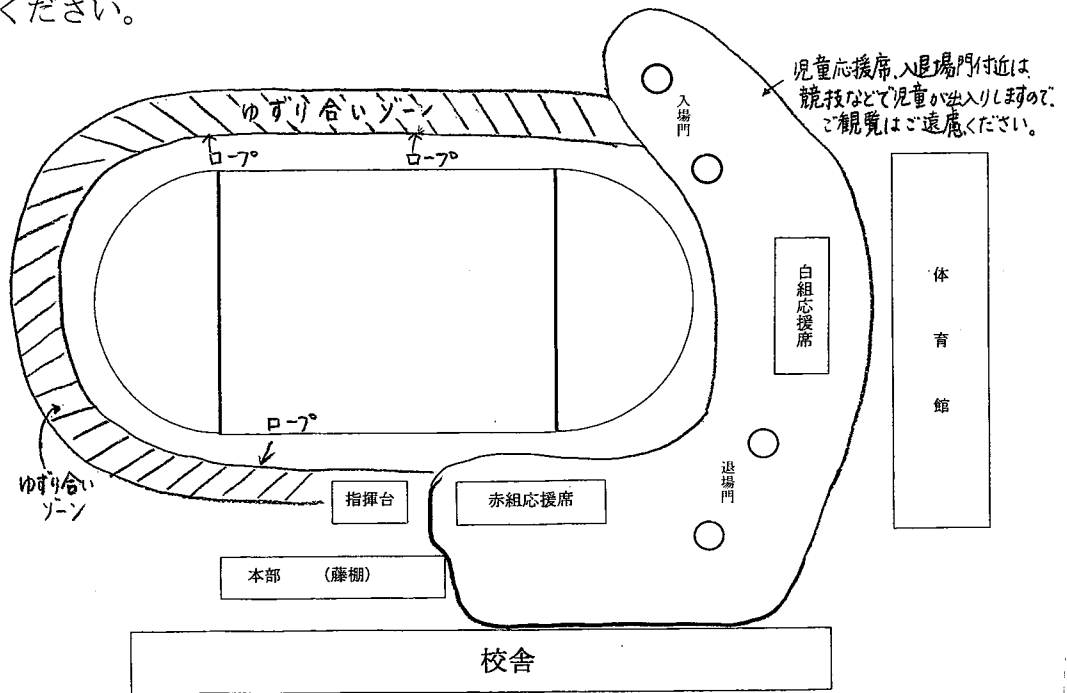 ください。
児童応援席、入退場門付近は
競技などで児童が出入りしますので、
ご観覧はご遠慮ください。
ゆずり合いゾーン
入場門
ロープ
ロープ
白組応援席
体育館
ロープ
ゆずり合い
ゾーン
退場門
指揮台
赤組応援席
本部 (藤棚)
校舎